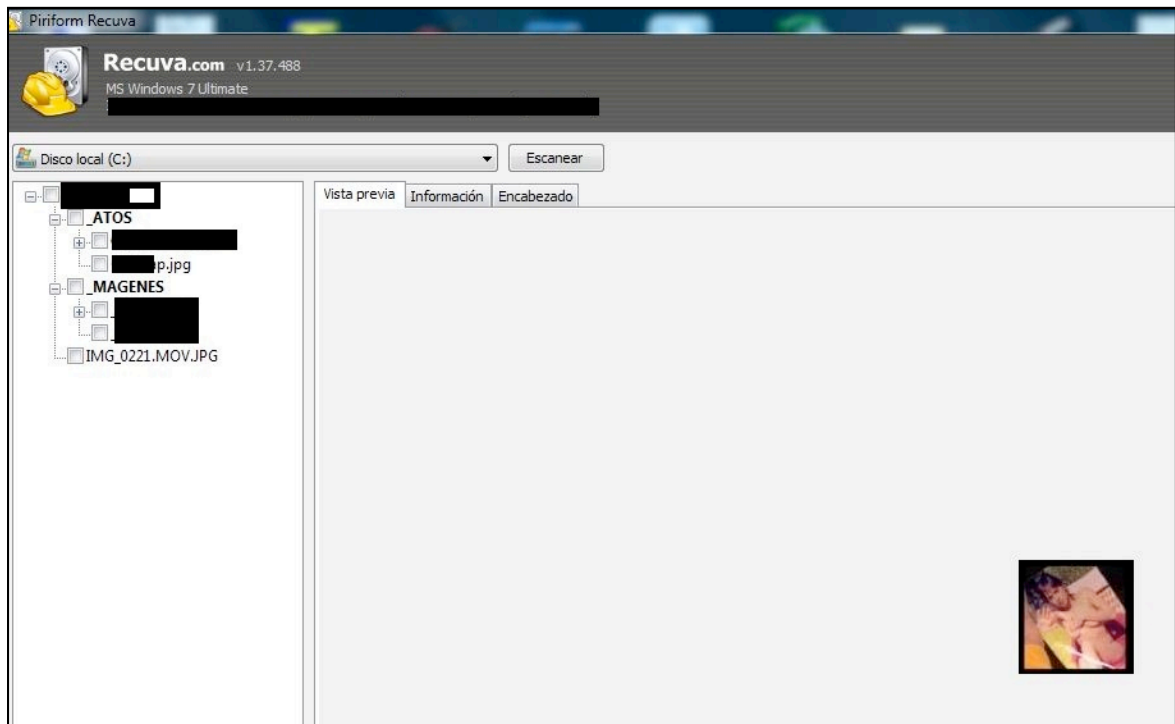 Piriform Recuva
Recuva.com v1.37.488
MS Windows 7 Ultimate
Disco local (C:)
Escanear
Vista previa
Información
Encabezado
_ATOS
p.jpg
_MAGENES
IMG_0221.MOV.JPG